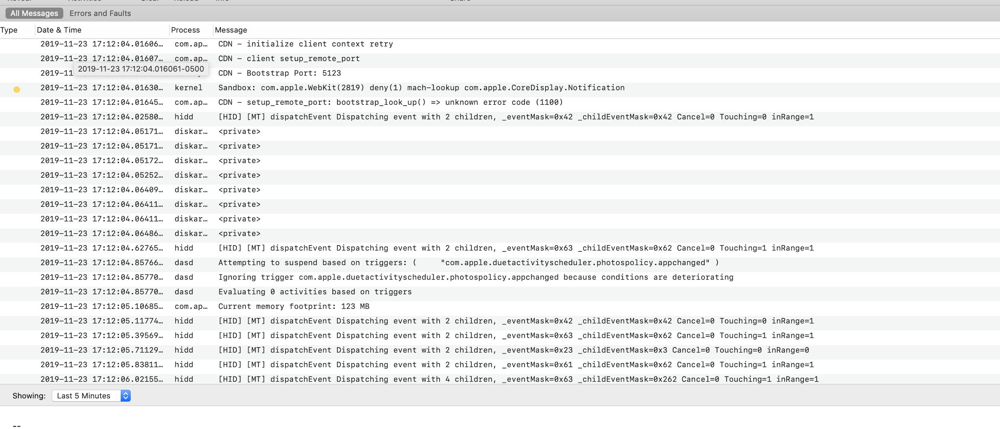 Reveal Activities Clear Reload Info Share
All Messages Errors and Faults
Type Date & Time Process Message
2019-11-23 17:12:04.01606… com.ap… CDN - initialize client context retry
2019-11-23 17:12:04.01607… com.ap… CDN - client setup_remote_port
2019-11-23 17:12:04.016061-0500
2019-11 CDN - Bootstrap Port: 5123
2019-11-23 17:12:04.01630… kernel Sandbox: com.apple.WebKit(2819) deny(1) mach-lookup com.apple.CoreDisplay.Notification
2019-11-23 17:12:04.01645… com.ap… CDN - setup_remote_port: bootstrap_look_up() => unknown error code (1100)
2019-11-23 17:12:04.02580… hidd [HID] [MT] dispatchEvent Dispatching event with 2 children, _eventMask=0x42 _childEventMask=0x42 Cancel=0 Touching=0 inRange=1
2019-11-23 17:12:04.05171… diskar… <private>
2019-11-23 17:12:04.05171… diskar… <private>
2019-11-23 17:12:04.05172… diskar… <private>
2019-11-23 17:12:04.05252… diskar… <private>
2019-11-23 17:12:04.06409… diskar… <private>
2019-11-23 17:12:04.06411… diskar… <private>
2019-11-23 17:12:04.06411… diskar… <private>
2019-11-23 17:12:04.06486… diskar… <private>
2019-11-23 17:12:04.62765… hidd [HID] [MT] dispatchEvent Dispatching event with 2 children, _eventMask=0x63 _childEventMask=0x62 Cancel=0 Touching=1 inRange=1
2019-11-23 17:12:04.85766… dasd Attempting to suspend based on triggers: ( "com.apple.duetactivityscheduler.photospolicy.appchanged" )
2019-11-23 17:12:04.85770… dasd Ignoring trigger com.apple.duetactivityscheduler.photospolicy.appchanged because conditions are deteriorating
2019-11-23 17:12:04.85770… dasd Evaluating 0 activities based on triggers
2019-11-23 17:12:05.10685… com.ap… Current memory footprint: 123 MB
2019-11-23 17:12:05.11774… hidd [HID] [MT] dispatchEvent Dispatching event with 2 children, _eventMask=0x42 _childEventMask=0x42 Cancel=0 Touching=0 inRange=1
2019-11-23 17:12:05.39569… hidd [HID] [MT] dispatchEvent Dispatching event with 2 children, _eventMask=0x63 _childEventMask=0x62 Cancel=0 Touching=1 inRange=1
2019-11-23 17:12:05.71129… hidd [HID] [MT] dispatchEvent Dispatching event with 2 children, _eventMask=0x23 _childEventMask=0x3 Cancel=0 Touching=0 inRange=0
2019-11-23 17:12:05.83811… hidd [HID] [MT] dispatchEvent Dispatching event with 2 children, _eventMask=0x61 _childEventMask=0x62 Cancel=0 Touching=1 inRange=1
2019-11-23 17:12:06.02155… hidd [HID] [MT] dispatchEvent Dispatching event with 4 children, _eventMask=0x63 _childEventMask=0x262 Cancel=0 Touching=1 inRange=1
Showing: Last 5 Minutes
--